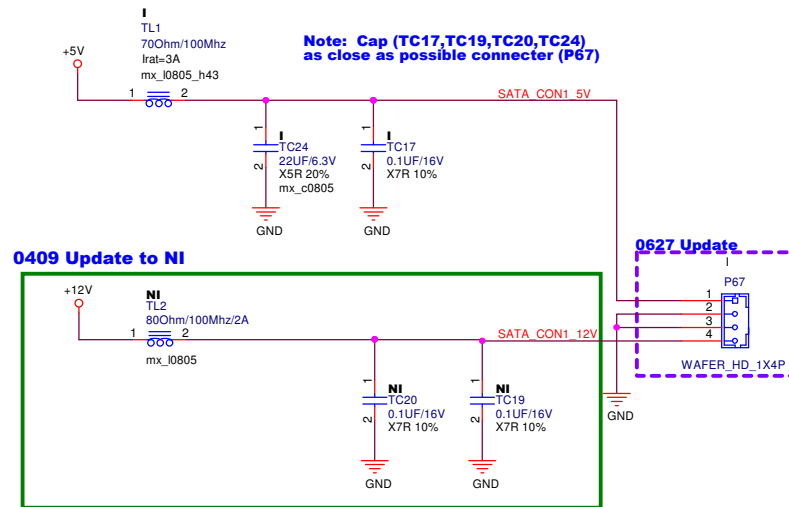 I
TL1
70Ohm/100Mhz
Irat=3A
mx_l0805_h43
+5V
1
2
Note: Cap (TC17,TC19,TC20,TC24)
as close as possible connecter (P67)
SATA_CON1_5V
1
2
I
TC24
22UF/6.3V
X5R 20%
mx_c0805
GND
1
2
I
TC17
0.1UF/16V
X7R 10%
GND
0409 Update to NI
+12V
NI
TL2
80Ohm/100Mhz/2A
1
2
mx_l0805
SATA_CON1_12V
1
2
NI
TC20
0.1UF/16V
X7R 10%
GND
1
2
NI
TC19
0.1UF/16V
X7R 10%
GND
0627 Update
I
P67
1
2
3
4
WAFER_HD_1X4P
GND